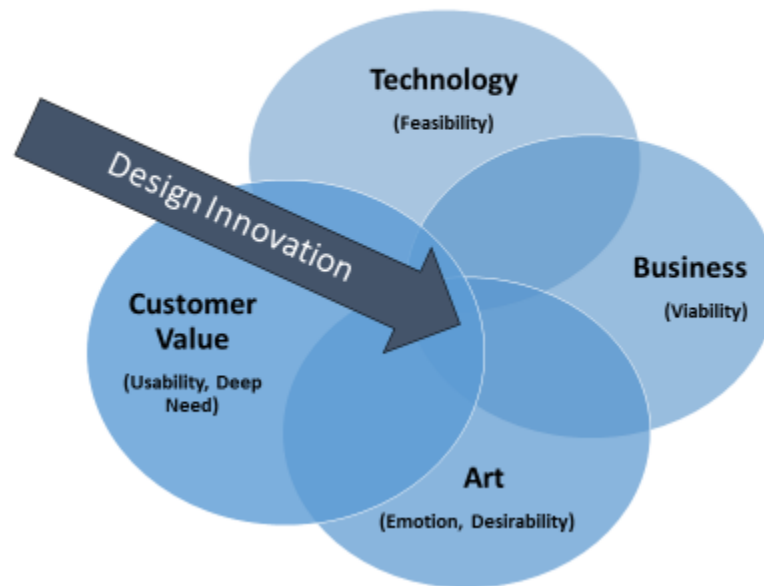 Technology
(Feasibility)
Design Innovation
Business
(Viability)
Customer
Value
(Usability, Deep
Need)
Art
(Emotion, Desirability)